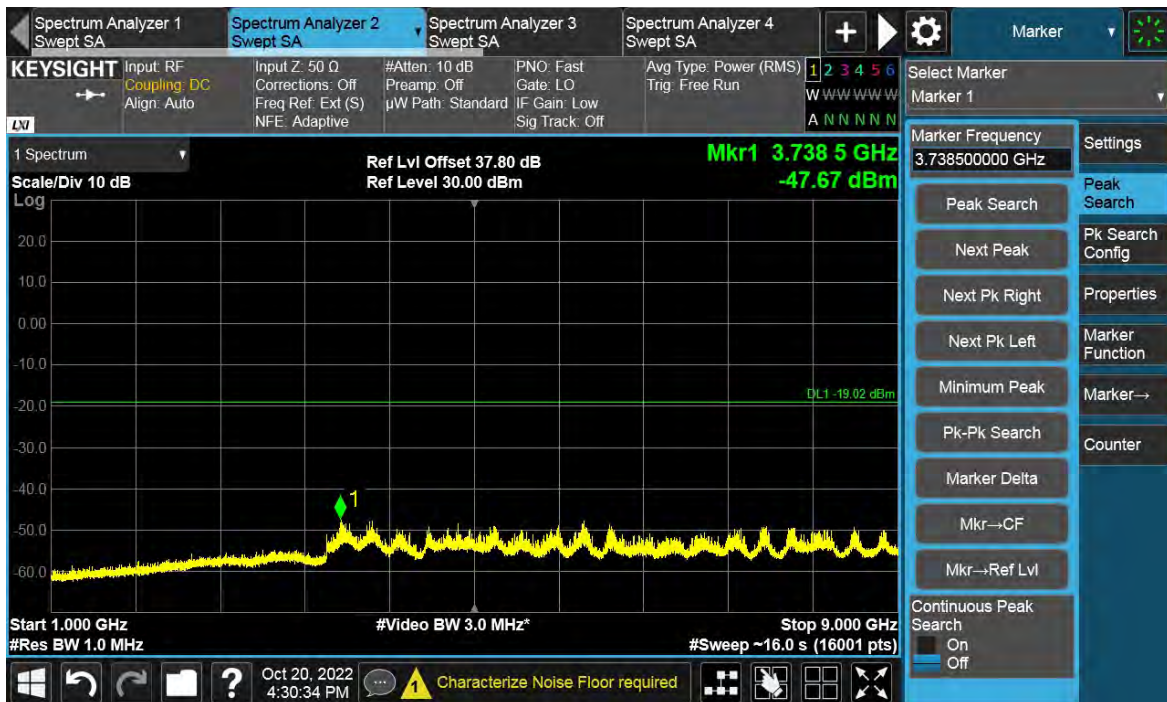 Spectrum Analyzer 1
Swept SA
Spectrum Analyzer 2
Swept SA
Spectrum Analyzer 3
Swept SA
Spectrum Analyzer 4
Swept SA
+
Marker
KEYSIGHT
LXI
Input: RF
Coupling: DC
Align: Auto
Input Z: 50 Ω
Corrections: Off
Freq Ref: Ext (S)
NFE: Adaptive
#Atten: 10 dB
Preamp: Off
µW Path: Standard
PNO: Fast
Gate: LO
IF Gain: Low
Sig Track: Off
Avg Type: Power (RMS)
Trig: Free Run
1 2 3 4 5 6
W W W W W W
A N N N N N
Select Marker
Marker 1
1 Spectrum
Scale/Div 10 dB
Log
Ref Lvl Offset 37.80 dB
Ref Level 30.00 dBm
Mkr1 3.738 5 GHz
-47.67 dBm
20.0
10.0
0.00
-10.0
-20.0
-30.0
-40.0
-50.0
-60.0
DL1 -19.02 dBm
1
Start 1.000 GHz
#Res BW 1.0 MHz
#Video BW 3.0 MHz*
Stop 9.000 GHz
#Sweep ~16.0 s (16001 pts)
Marker Frequency
3.738500000 GHz
Peak Search
Next Peak
Next Pk Right
Next Pk Left
Minimum Peak
Pk-Pk Search
Marker Delta
Mkr→CF
Mkr→Ref Lvl
Continuous Peak
Search
On
Off
Settings
Peak
Search
Pk Search
Config
Properties
Marker
Function
Marker→
Counter
?
Oct 20, 2022
4:30:34 PM
1
Characterize Noise Floor required